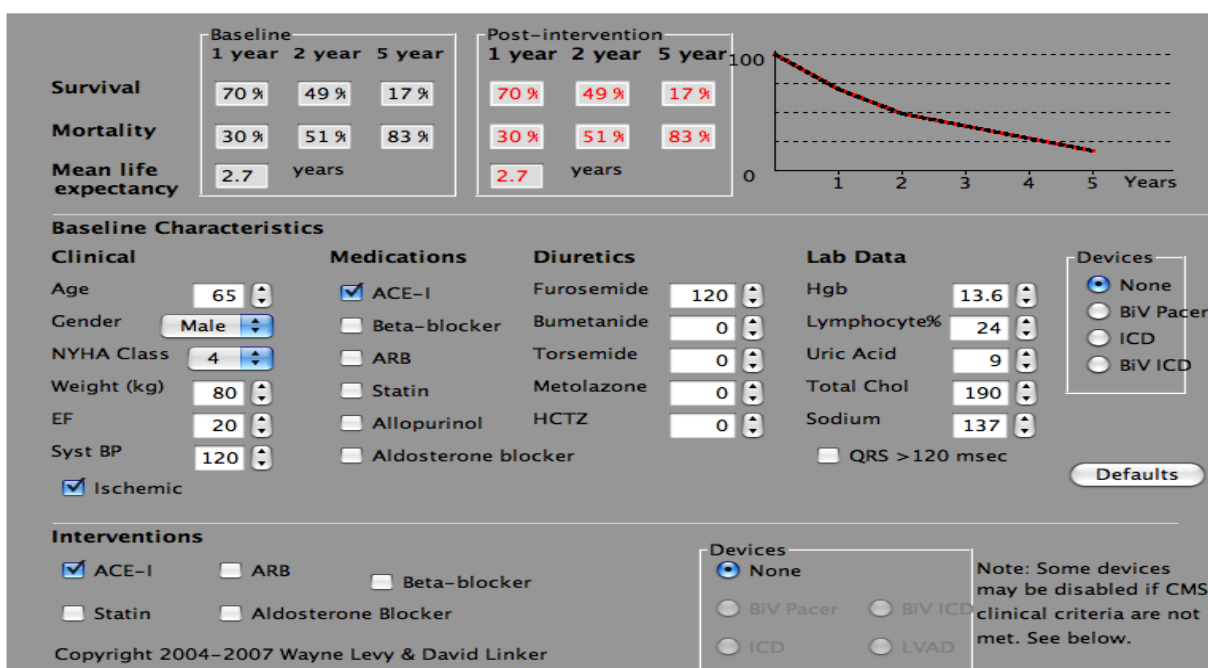 Baseline
Post-intervention
1 year 2 year 5 year
1 year 2 year 5 year
100
Survival
70 % 49 % 17 %
70 % 49 % 17 %
Mortality
30 % 51 % 83 %
30 % 51 % 83 %
Mean life expectancy
2.7 years
2.7 years
0
1 2 3 4 5 Years
Baseline Characteristics
Clinical
Age 65
Gender Male
NYHA Class 4
Weight (kg) 80
EF 20
Syst BP 120
Ischemic
Medications
ACE-I
Beta-blocker
ARB
Statin
Allopurinol
Aldosterone blocker
Diuretics
Furosemide 120
Bumetanide 0
Torsemide 0
Metolazone 0
HCTZ 0
Lab Data
Hgb 13.6
Lymphocyte% 24
Uric Acid 9
Total Chol 190
Sodium 137
QRS >120 msec
Devices
None
BiV Pacer
ICD
BiV ICD
Defaults
Interventions
ACE-I ARB Beta-blocker
Statin Aldosterone Blocker
Copyright 2004-2007 Wayne Levy & David Linker
Devices
None
BiV Pacer BiV ICD
ICD LVAD
Note: Some devices
may be disabled if CMS
clinical criteria are not
met. See below.